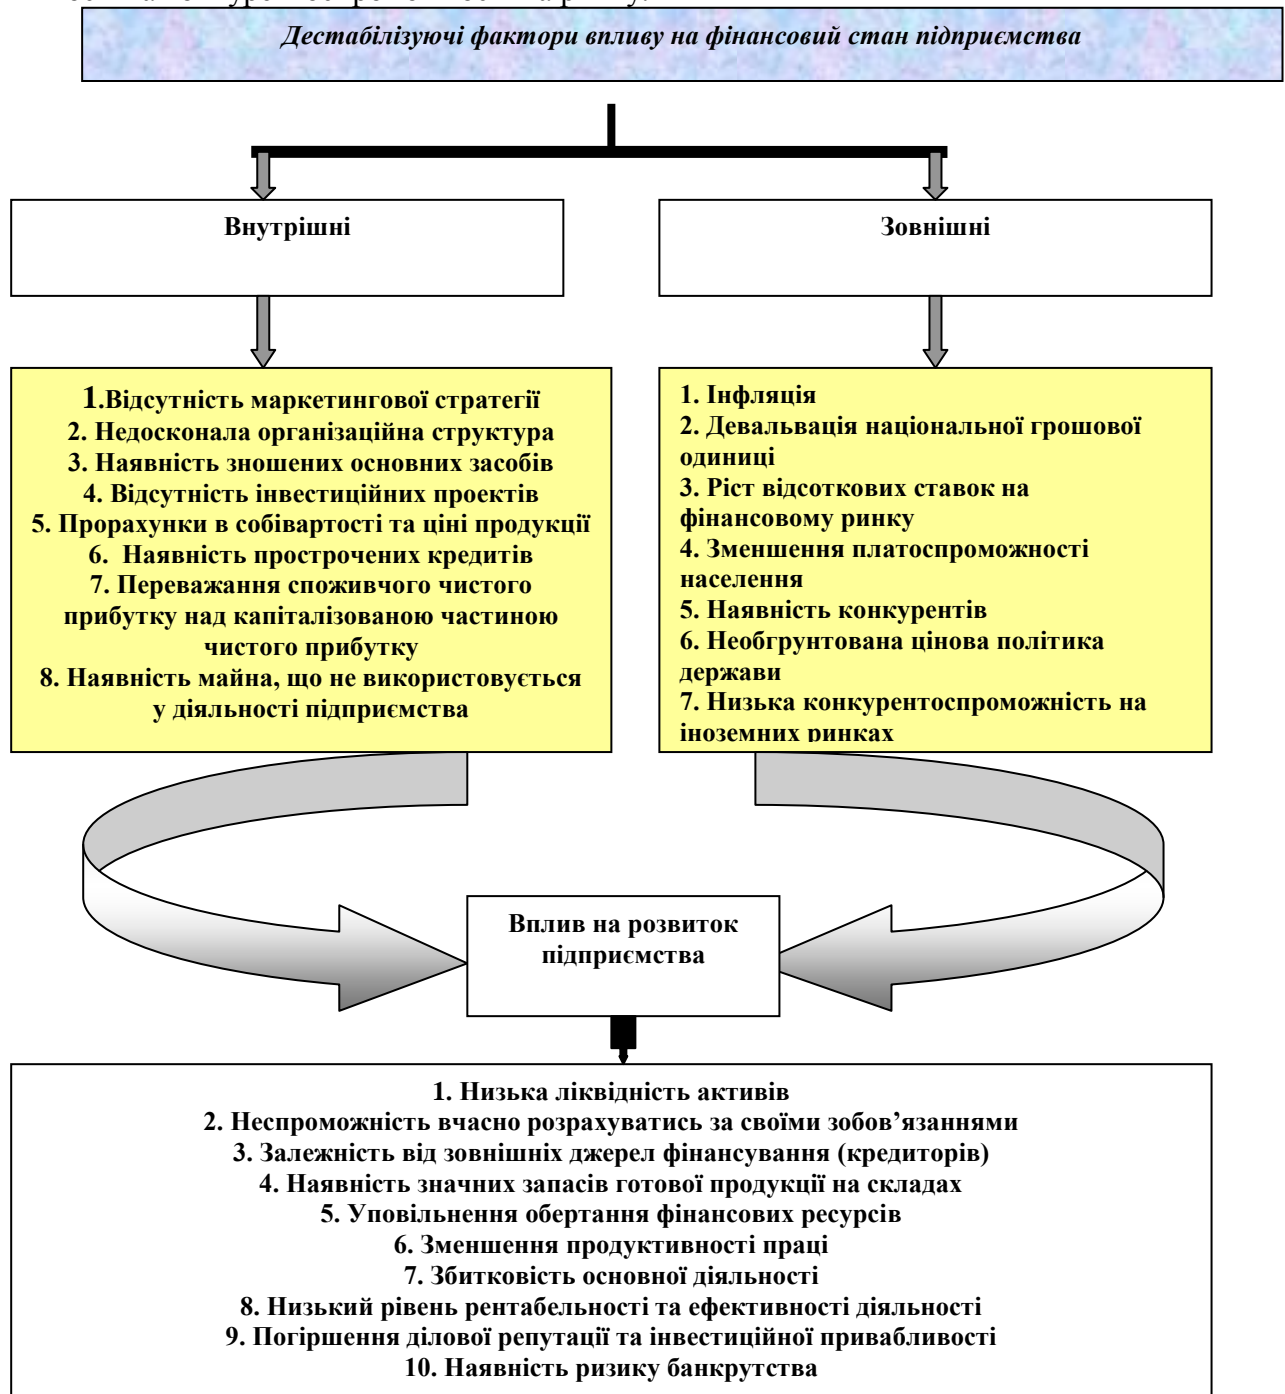 Дестабілізуючі фактори впливу на фінансовий стан підприємства
Внутрішні
Зовнішні
1.Відсутність маркетингової стратегії
2. Недосконала організаційна структура
3. Наявність зношених основних засобів
4. Відсутність інвестиційних проектів
5. Прорахунки в собівартості та ціні продукції
6. Наявність прострочених кредитів
7. Переважання споживчого чистого
прибутку над капіталізованою частиною
чистого прибутку
8. Наявність майна, що не використовується
у діяльності підприємства
1. Інфляція
2. Девальвація національної грошової
одиниці
3. Ріст відсоткових ставок на
фінансовому ринку
4. Зменшення платоспроможності
населення
5. Наявність конкурентів
6. Необгрунтована цінова політика
держави
7. Низька конкурентоспроможність на
іноземних ринках
Вплив на розвиток
підприємства
1. Низька ліквідність активів
2. Неспроможність вчасно розрахуватись за своїми зобов’язаннями
3. Залежність від зовнішніх джерел фінансування (кредиторів)
4. Наявність значних запасів готової продукції на складах
5. Уповільнення обертання фінансових ресурсів
6. Зменшення продуктивності праці
7. Збитковість основної діяльності
8. Низький рівень рентабельності та ефективності діяльності
9. Погіршення ділової репутації та інвестиційної привабливості
10. Наявність ризику банкрутства